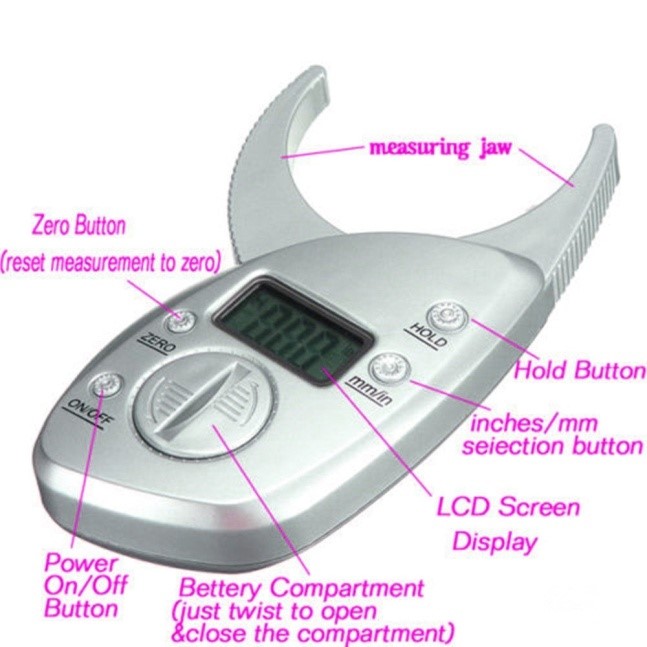 measuring jaw
Zero Button
(reset measurement to zero)
ZERO
HOLD
mm/in
ON/OFF
Hold Button
inches/mm
seiection button
LCD Screen
Display
Power
On/Off
Button
Bettery Compartment
(just twist to open
&close the compartment)